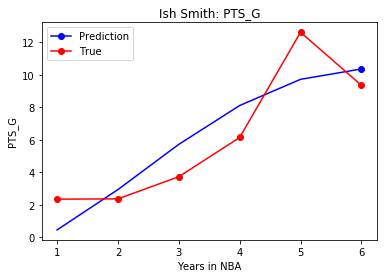 Ish Smith: PTS_G
Prediction
True
12
10
8
6
4
2
0
PTS_G
1 2 3 4 5 6
Years in NBA